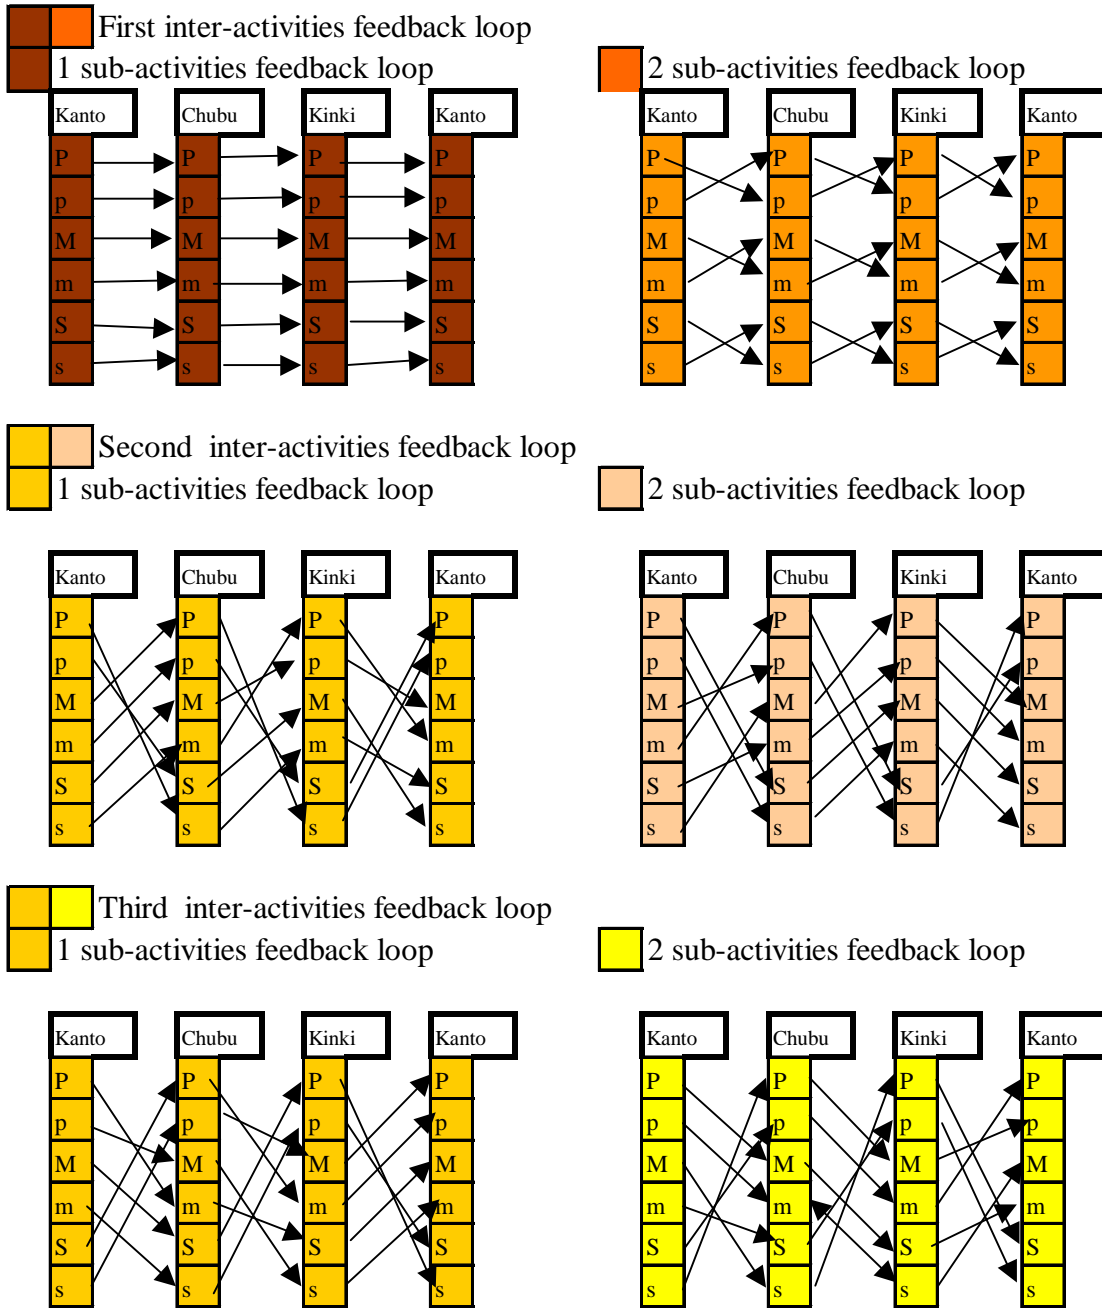 First inter-activities feedback loop
1 sub-activities feedback loop
2 sub-activities feedback loop
Kanto Chubu Kinki Kanto Kanto Chubu Kinki Kanto
P P P P P P P P
p p p p p p p p
M M M M M M M M
m m m m m m m m
S S S S S S S S
s s s s s s s s
Second inter-activities feedback loop
1 sub-activities feedback loop
2 sub-activities feedback loop
Kanto Chubu Kinki Kanto Kanto Chubu Kinki Kanto
P P P P P P P P
p p p p p p p p
M M M M M M M M
m m m m m m m m
S S S S S S S S
s s s s s s s s
Third inter-activities feedback loop
1 sub-activities feedback loop
2 sub-activities feedback loop
Kanto Chubu Kinki Kanto Kanto Chubu Kinki Kanto
P P P P P P P P
p p p p p p p p
M M M M M M M M
m m m m m m m m
S S S S S S S S
s s s s s s s s